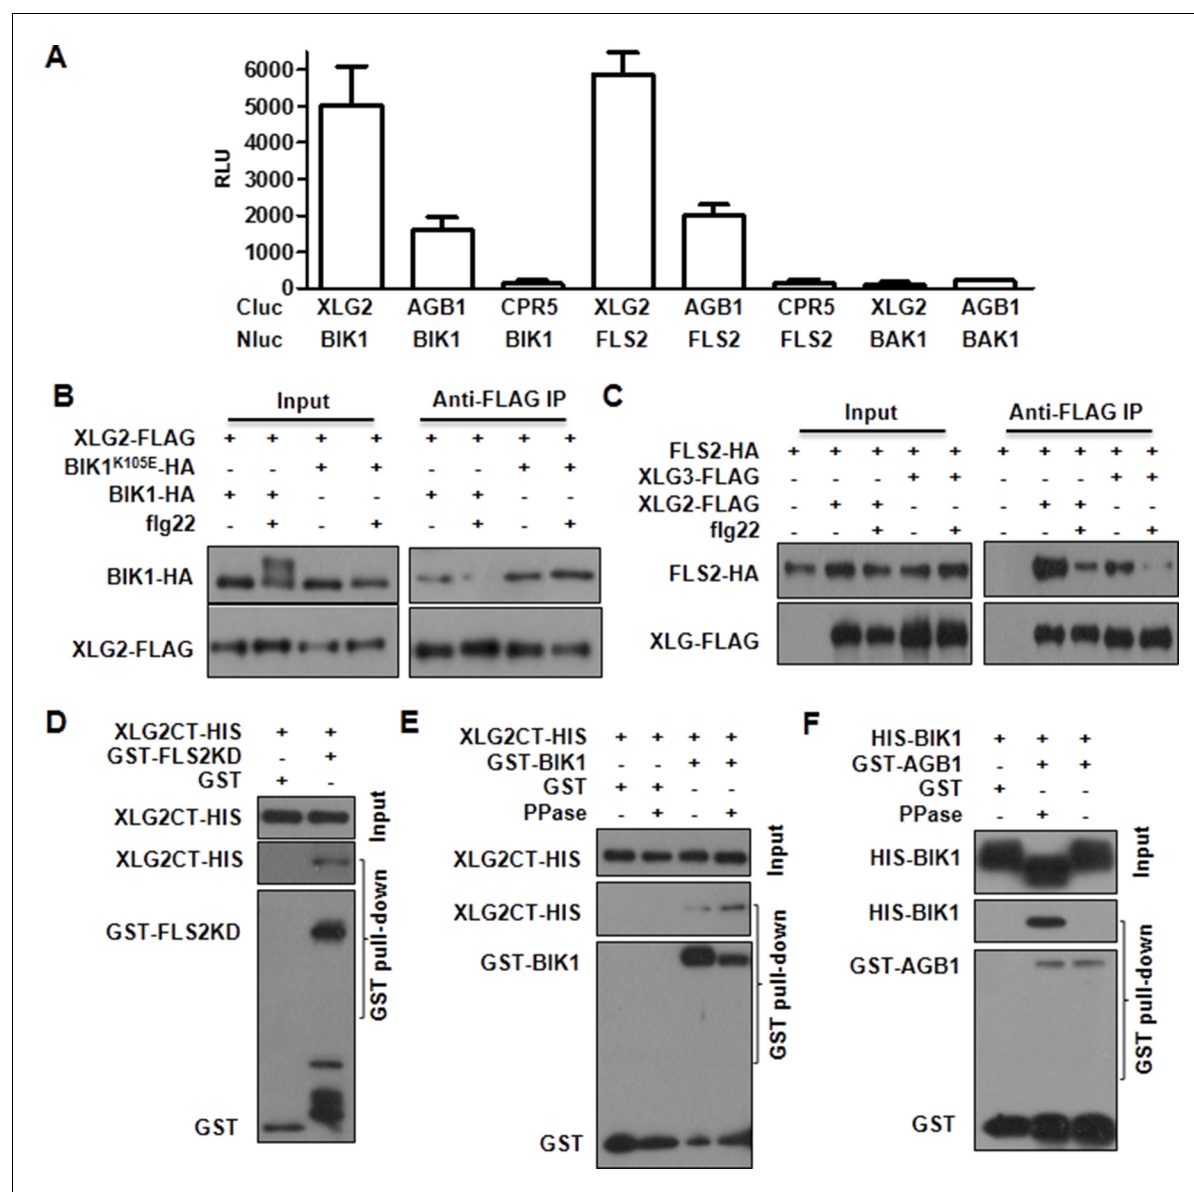 A
RLU
6000
5000
4000
3000
2000
1000
0
Cluc XLG2 AGB1 CPR5 XLG2 AGB1 CPR5 XLG2 AGB1
Nluc BIK1 BIK1 BIK1 FLS2 FLS2 FLS2 BAK1 BAK1
B
Input Anti-FLAG IP
XLG2-FLAG + + + + + + + +
BIK1K105E-HA - - + + - - + +
BIK1-HA + + - - + + - -
flg22 - + - + - + - +
BIK1-HA
XLG2-FLAG
C
Input Anti-FLAG IP
FLS2-HA + + + + + + + + + +
XLG3-FLAG - - - + + - - - + +
XLG2-FLAG - + + - - - + + - -
flg22 - - + - + - - + - +
FLS2-HA
XLG-FLAG
D
XLG2CT-HIS + +
GST-FLS2KD - +
GST + -
XLG2CT-HIS
Input
XLG2CT-HIS
GST-FLS2KD
GST pull-down
GST
E
XLG2CT-HIS + + + +
GST-BIK1 - - + +
GST + + - -
PPase - + - +
XLG2CT-HIS
Input
XLG2CT-HIS
GST-BIK1
GST pull-down
GST
F
HIS-BIK1 + + +
GST-AGB1 - + +
GST + - -
PPase - + -
HIS-BIK1
Input
HIS-BIK1
GST-AGB1
GST pull-down
GST